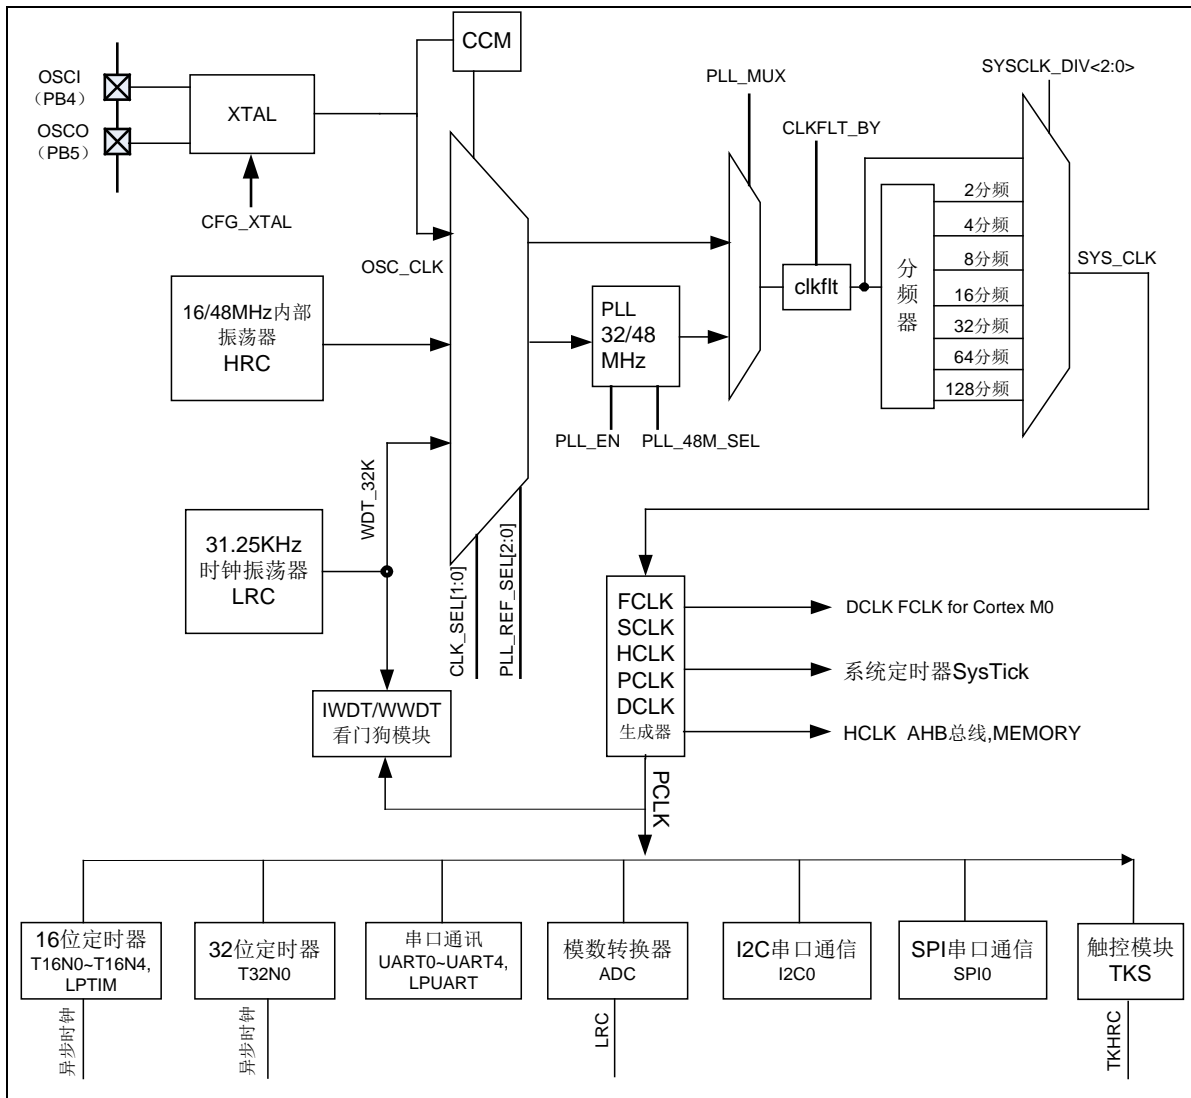 CCM
OSCI
（PB4）
OSCO
（PB5）
XTAL
CFG_XTAL
PLL_MUX
SYSCLK_DIV<2:0>
CLKFLT_BY
OSC_CLK
16/48MHz内部
振荡器
HRC
PLL
32/48
MHz
PLL_EN
PLL_48M_SEL
clkflt
分
频
器
2分频
4分频
8分频
16分频
32分频
64分频
128分频
SYS_CLK
WDT_32K
31.25KHz
时钟振荡器
LRC
CLK_SEL[1:0]
PLL_REF_SEL[2:0]
IWDT/WWDT
看门狗模块
FCLK
SCLK
HCLK
PCLK
DCLK
生成器
DCLK FCLK for Cortex M0
系统定时器SysTick
HCLK AHB总线,MEMORY
PCLK
16位定时器
T16N0~T16N4,
LPTIM
32位定时器
T32N0
串口通讯
UART0~UART4,
LPUART
模数转换器
ADC
I2C串口通信
I2C0
SPI串口通信
SPI0
触控模块
TKS
异步时钟
异步时钟
LRC
TKHRC